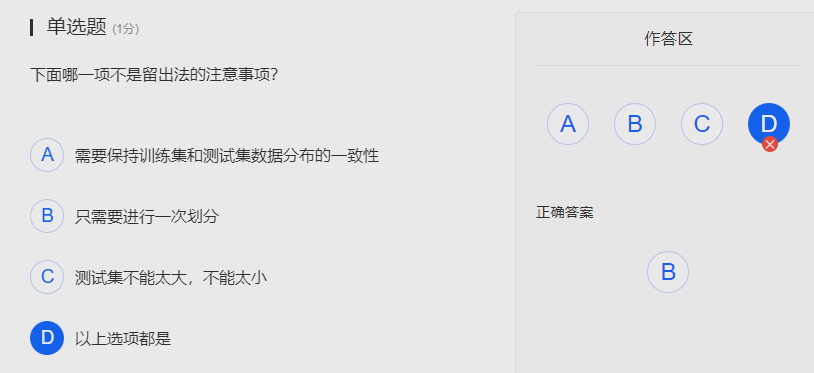 单选题 (1分)
下面哪一项不是留出法的注意事项?
A 需要保持训练集和测试集数据分布的一致性
B 只需要进行一次划分
C 测试集不能太大，不能太小
D 以上选项都是
作答区
A B C D
正确答案
B